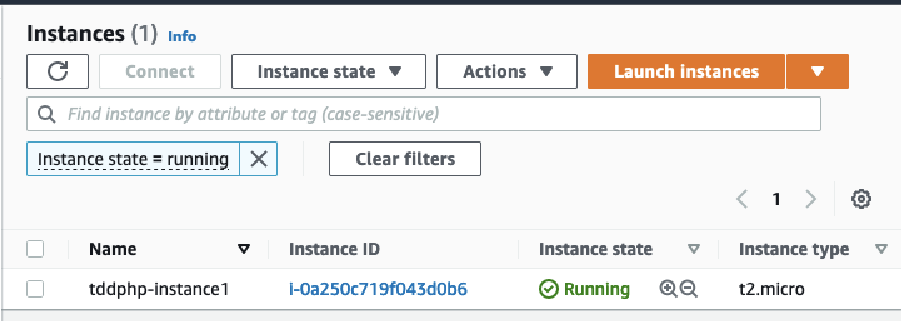 Instances (1) Info
Connect Instance state Actions Launch instances
Find instance by attribute or tag (case-sensitive)
Instance state = running Clear filters
1
Name Instance ID Instance state Instance type
tddphp-instance1 i-0a250c719f043d0b6 Running t2.micro